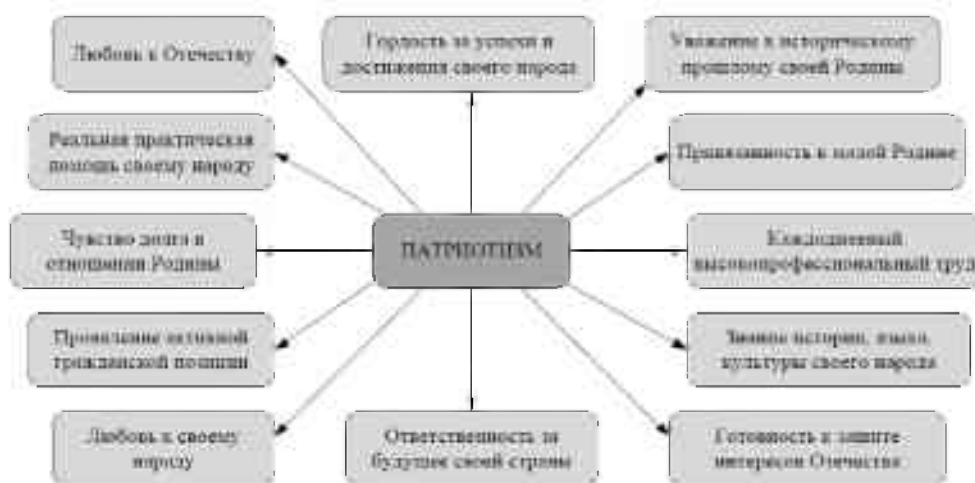 Любовь к Отечеству
Гордость за успехи и
достижения своего народа
Уважение к историческому
прошлому своей Родины
Реальная практическая
помощь своему народу
Привязанность к малой Родине
Чувство долга в
отношении Родины
ПАТРИОТИЗМ
Каждодневный
высокопрофессиональный труд
Проявление активной
гражданской позиции
Знание истории, языка,
культуры своего народа
Любовь к своему
народу
Ответственность за
будущее своей страны
Готовность к защите
интересов Отечества